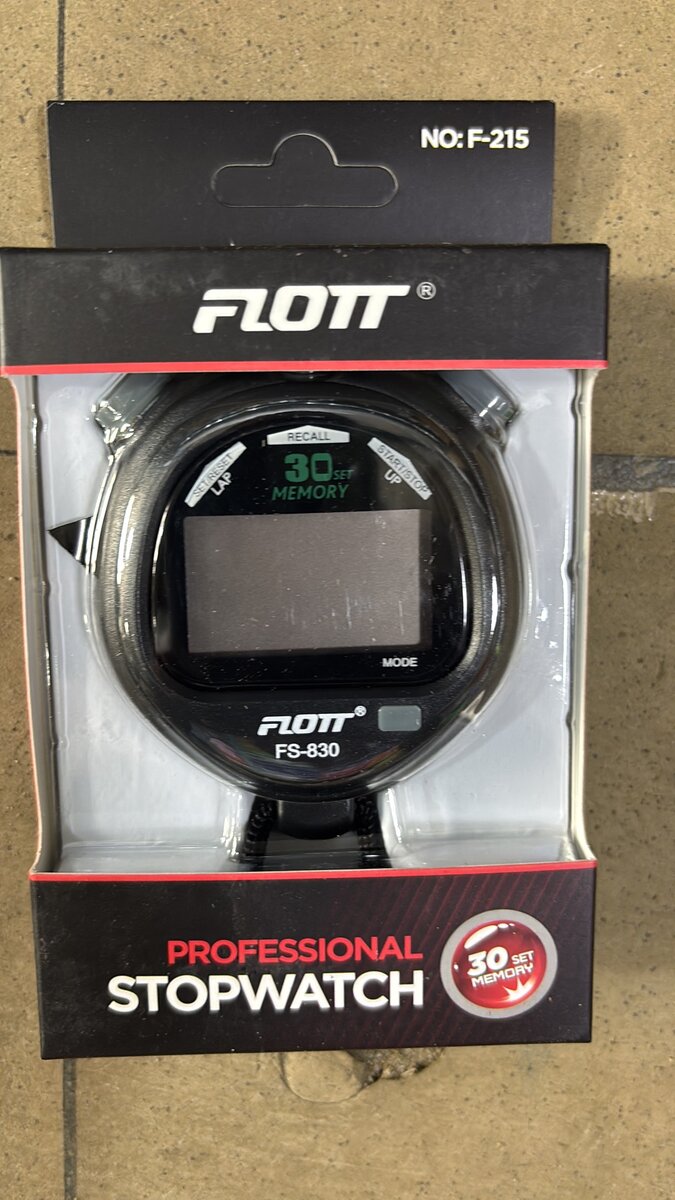 NO: F-215
FLOTT®
RECALL
SET/RESET
LAP
START/STOP
UP
30 SET
MEMORY
MODE
FLOTT®
FS-830
PROFESSIONAL
STOPWATCH
30 SET
MEMORY